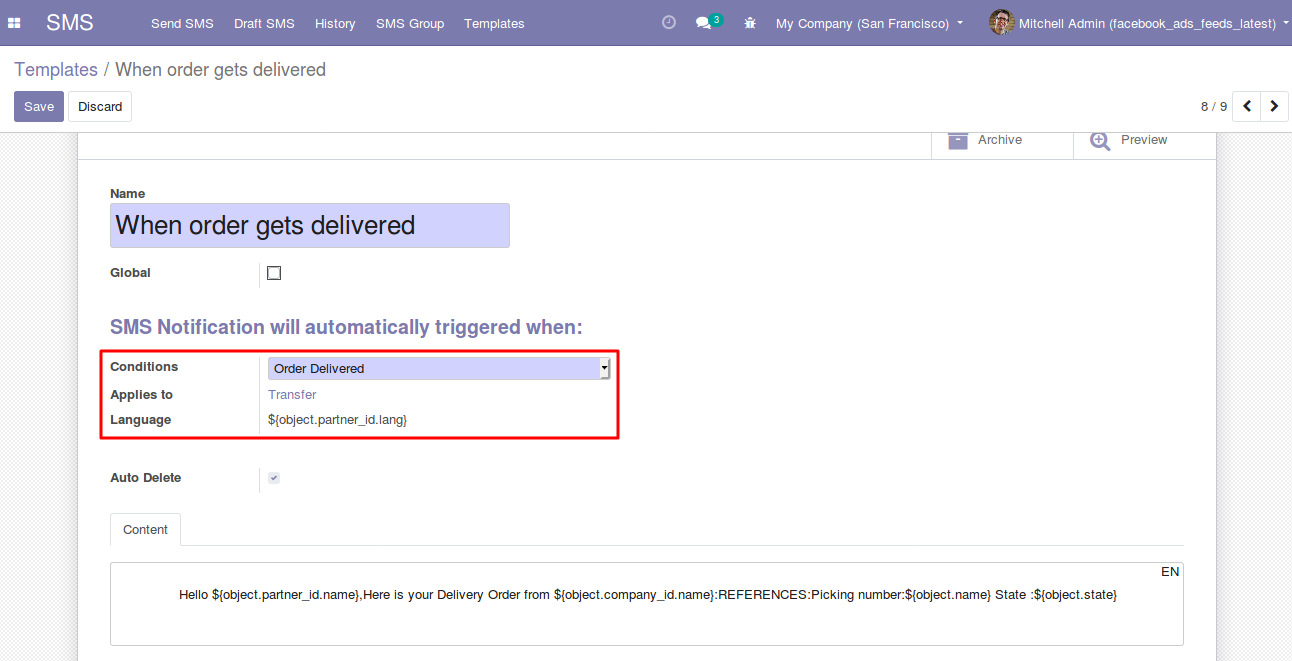 SMS Send SMS Draft SMS History SMS Group Templates 3 My Company (San Francisco) Mitchell Admin (facebook_ads_feeds_latest)
Templates / When order gets delivered
Save Discard 8 / 9
Archive Preview
Name
When order gets delivered
Global
SMS Notification will automatically triggered when:
Conditions Order Delivered
Applies to Transfer
Language ${object.partner_id.lang}
Auto Delete
Content
EN
Hello ${object.partner_id.name},Here is your Delivery Order from ${object.company_id.name}:REFERENCES:Picking number:${object.name} State :${object.state}